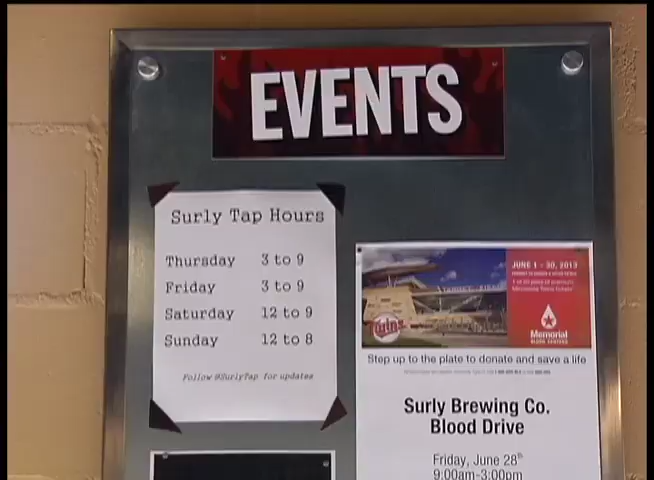 EVENTS
Surly Tap Hours
Thursday 3 to 9
Friday 3 to 9
Saturday 12 to 9
Sunday 12 to 8
Follow @SurlyTap for updates
JUNE 1 - 30, 2013
TARGET FIELD
Twins
Memorial
BLOOD CENTERS
Step up to the plate to donate and save a life
Surly Brewing Co.
Blood Drive
Friday, June 28th
9:00am-3:00pm